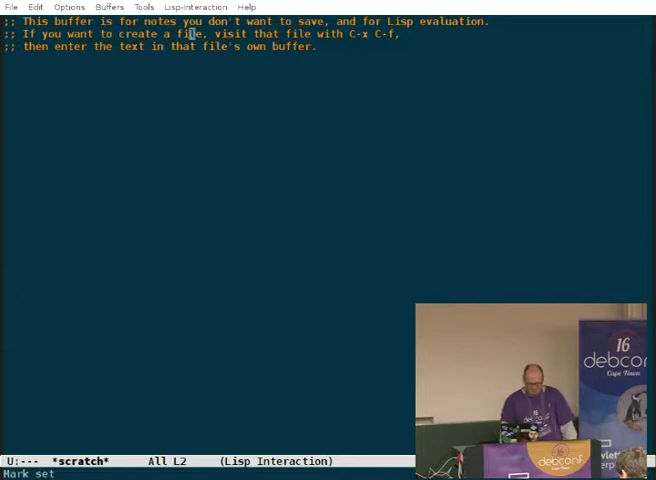 File Edit Options Buffers Tools Lisp-Interaction Help
;; This buffer is for notes you don't want to save, and for Lisp evaluation.
;; If you want to create a file, visit that file with C-x C-f,
;; then enter the text in that file's own buffer.
16
debconf
Cape Town
16
debconf
debconf
U:--- *scratch* All L2 (Lisp Interaction)
Mark set